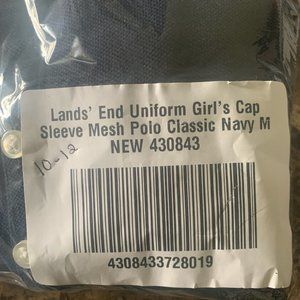 Lands' End Uniform Girl's Cap
Sleeve Mesh Polo Classic Navy M
NEW 430843
10-12
4308433728019